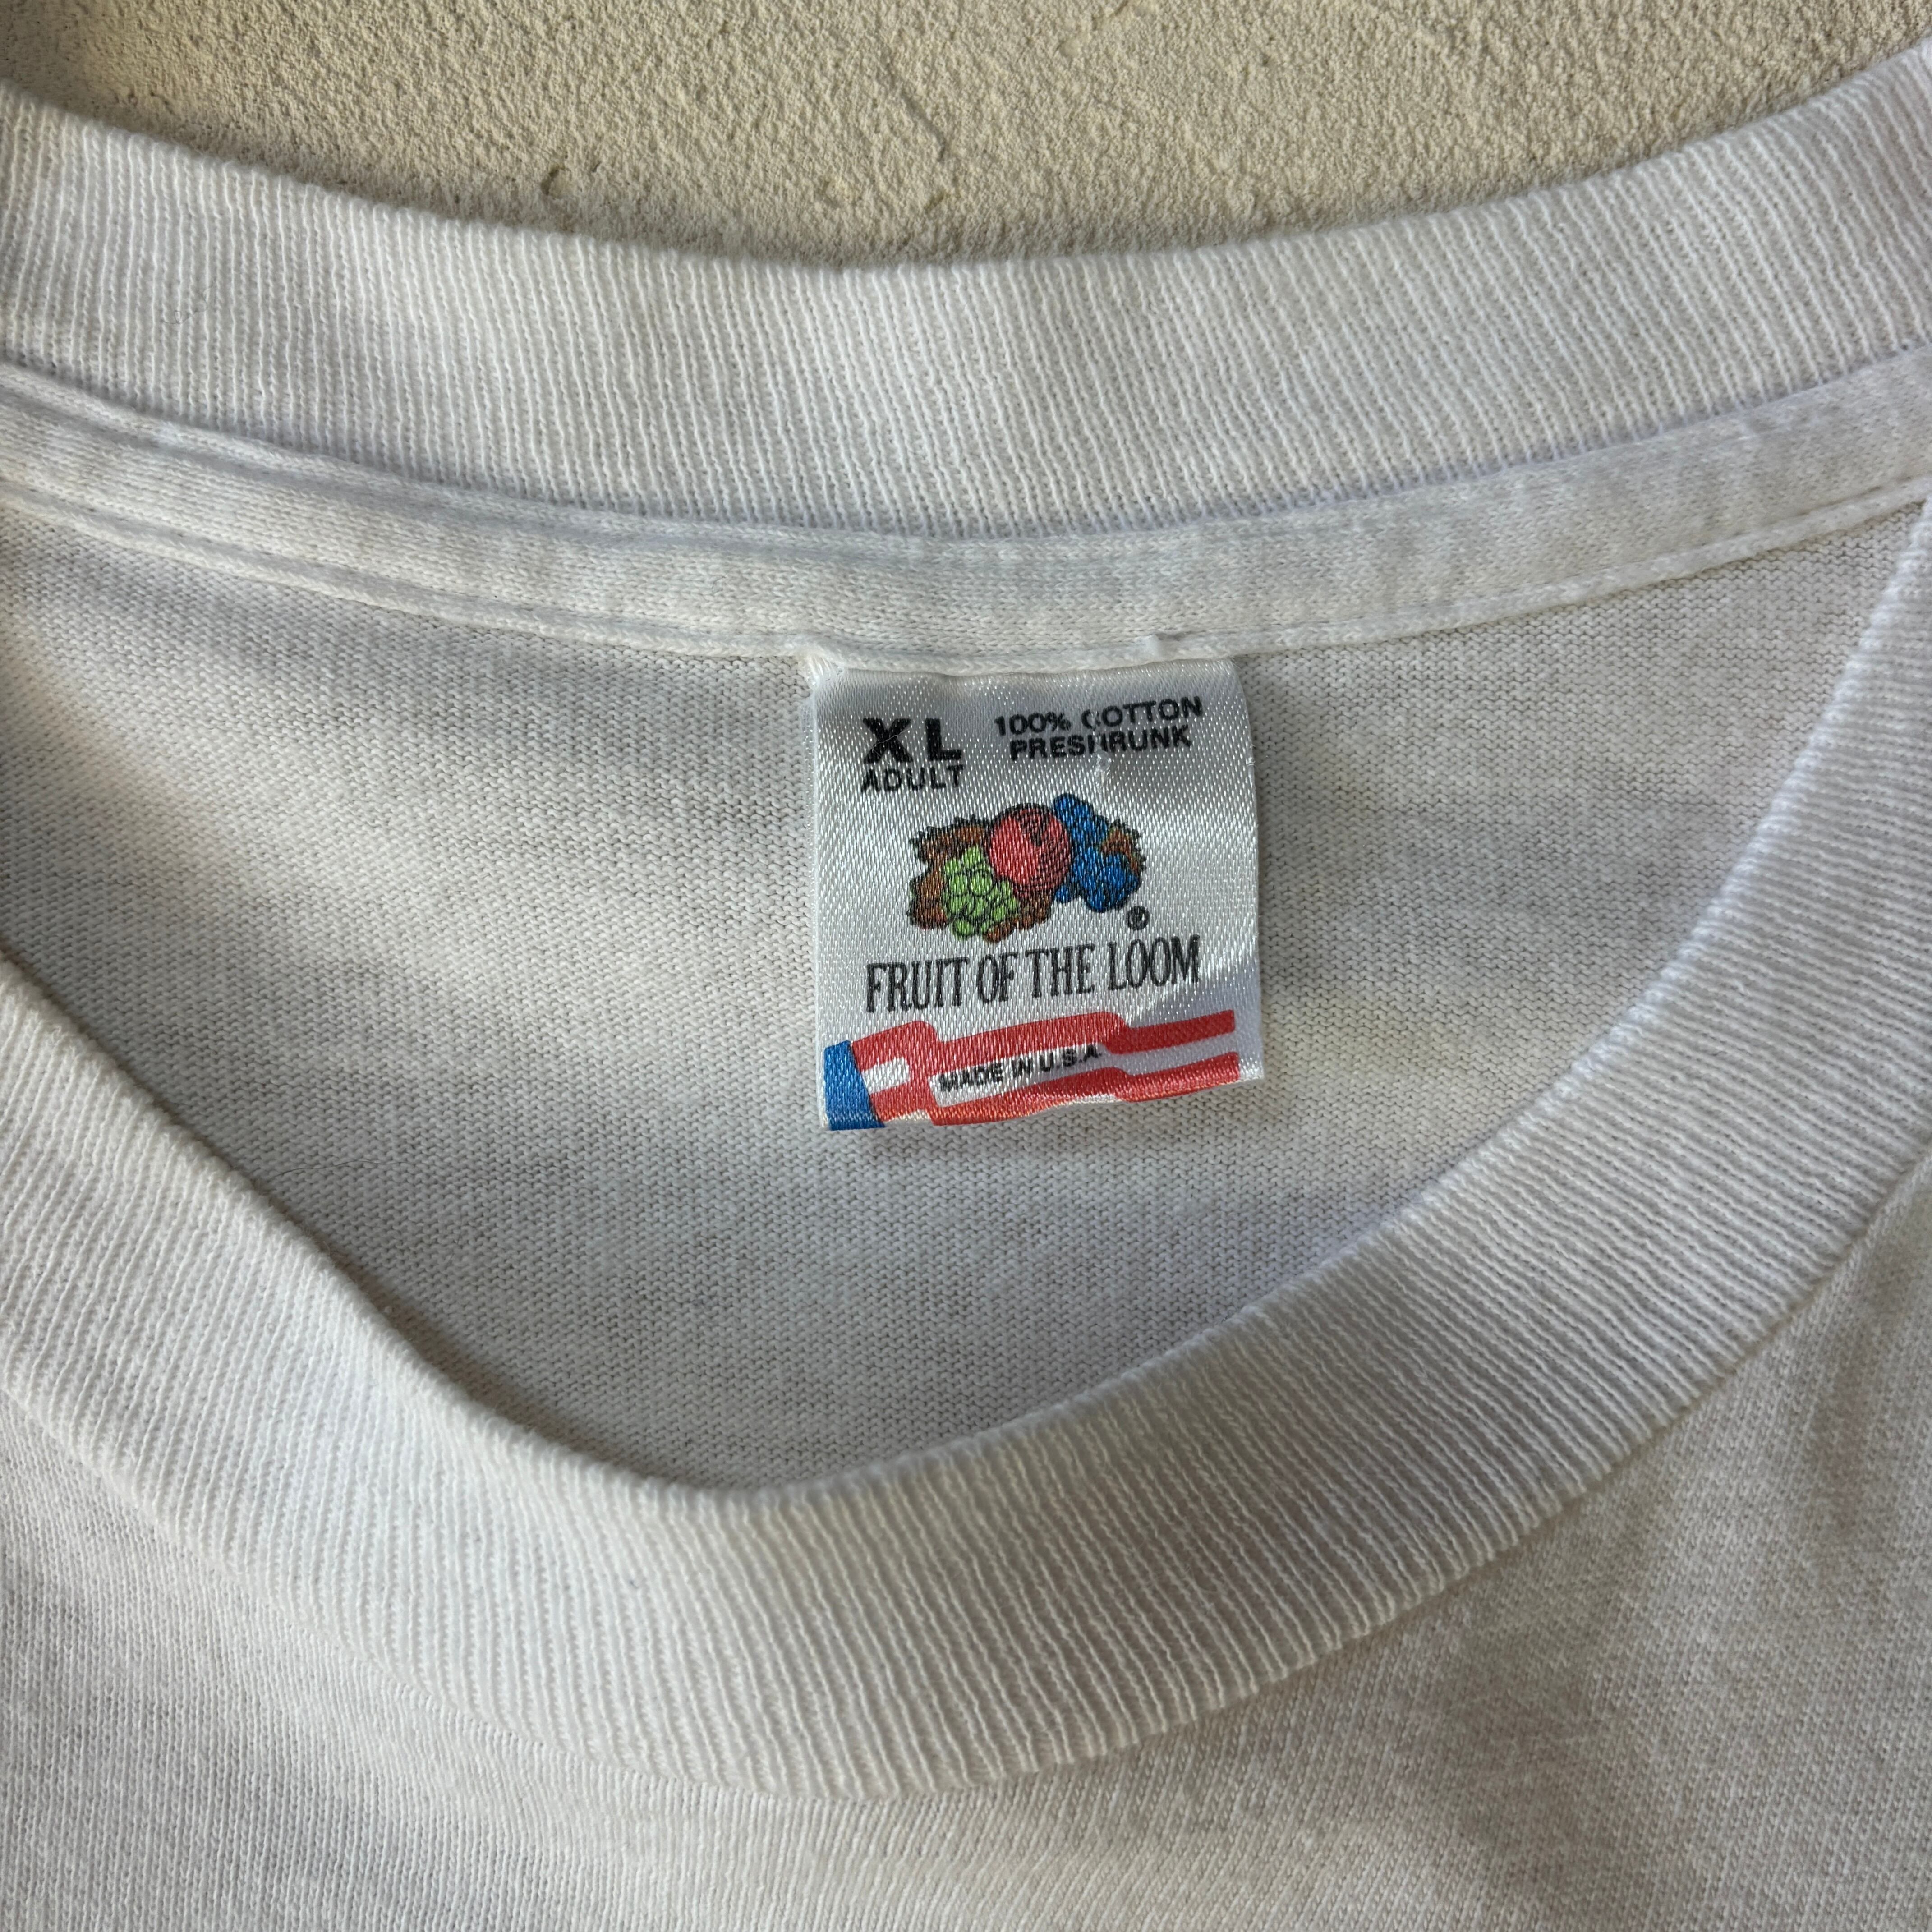 XL
ADULT
100% COTTON
PRESHRUNK
®
FRUIT OF THE LOOM
MADE IN U.S.A.